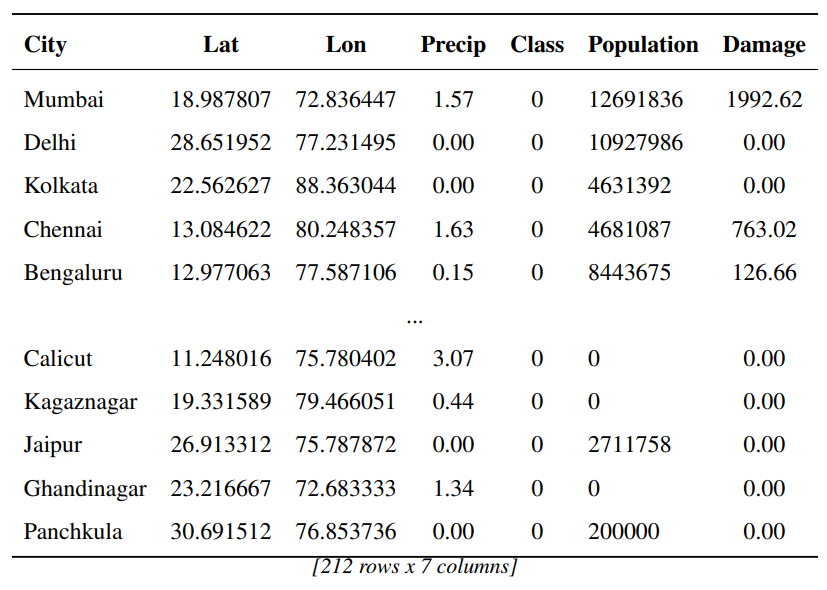 City Lat Lon Precip Class Population Damage
Mumbai 18.987807 72.836447 1.57 0 12691836 1992.62
Delhi 28.651952 77.231495 0.00 0 10927986 0.00
Kolkata 22.562627 88.363044 0.00 0 4631392 0.00
Chennai 13.084622 80.248357 1.63 0 4681087 763.02
Bengaluru 12.977063 77.587106 0.15 0 8443675 126.66
...
Calicut 11.248016 75.780402 3.07 0 0 0.00
Kagaznagar 19.331589 79.466051 0.44 0 0 0.00
Jaipur 26.913312 75.787872 0.00 0 2711758 0.00
Ghandinagar 23.216667 72.683333 1.34 0 0 0.00
Panchkula 30.691512 76.853736 0.00 0 200000 0.00
[212 rows x 7 columns]